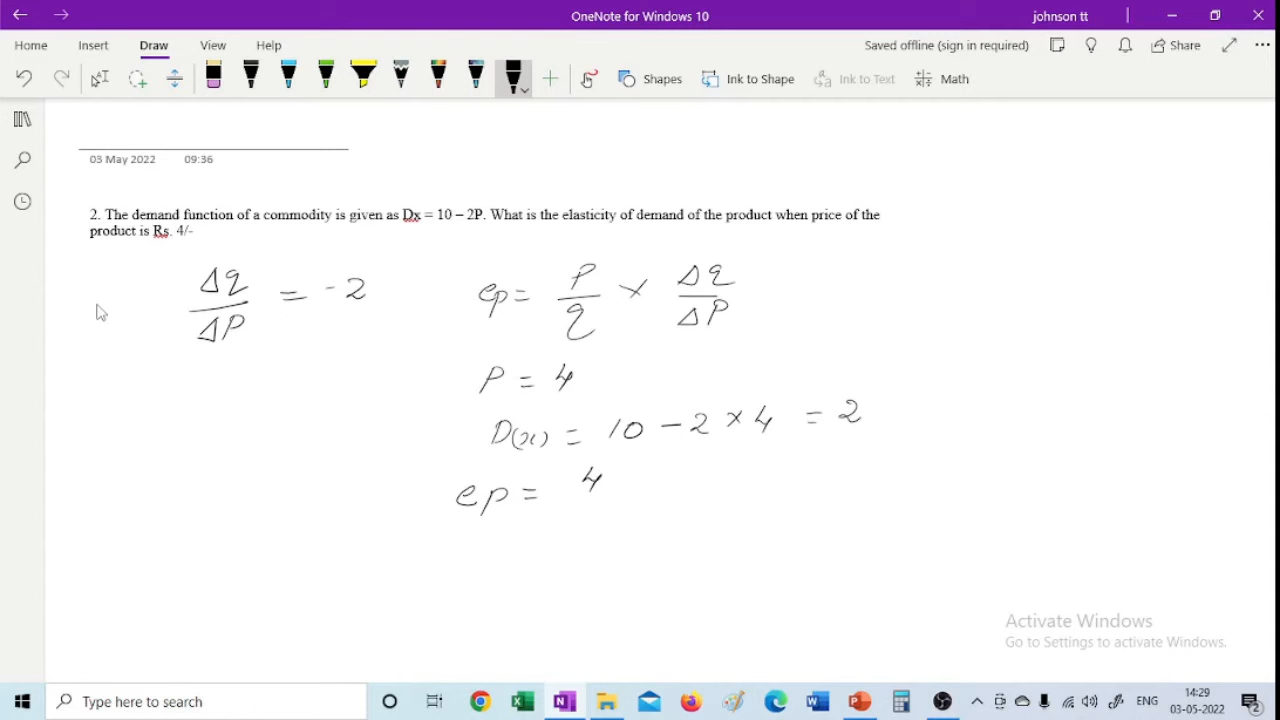 OneNote for Windows 10
johnson tt
Home Insert Draw View Help
Saved offline (sign in required) Share
Shapes Ink to Shape Ink to Text Math
03 May 2022 09:36
2. The demand function of a commodity is given as Dx = 10 – 2P. What is the elasticity of demand of the product when price of the
product is Rs. 4/-
Δq/ΔP = -2
ep = P/q × Δq/ΔP
P = 4
D(x) = 10 - 2 × 4 = 2
ep = 4
Activate Windows
Go to Settings to activate Windows.
Type here to search
ENG
14:29
03-05-2022
2